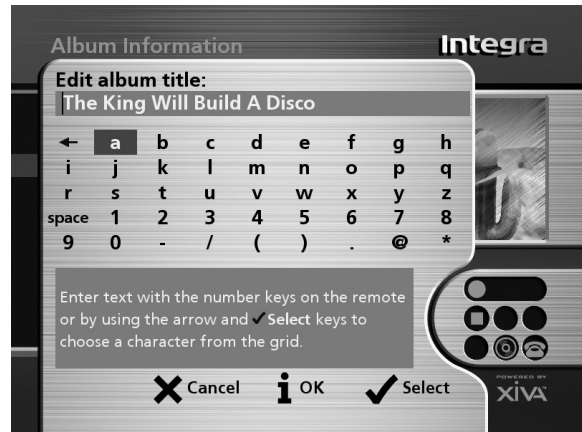 Album Information
Integra
Edit album title:
The King Will Build A Disco
← a b c d e f g h
i j k l m n o p q
r s t u v w x y z
space 1 2 3 4 5 6 7 8
9 0 - / ( ) . @ *
Enter text with the number keys on the remote
or by using the arrow and ✓Select keys to
choose a character from the grid.
Cancel i OK Select
POWERED BY
XiVA